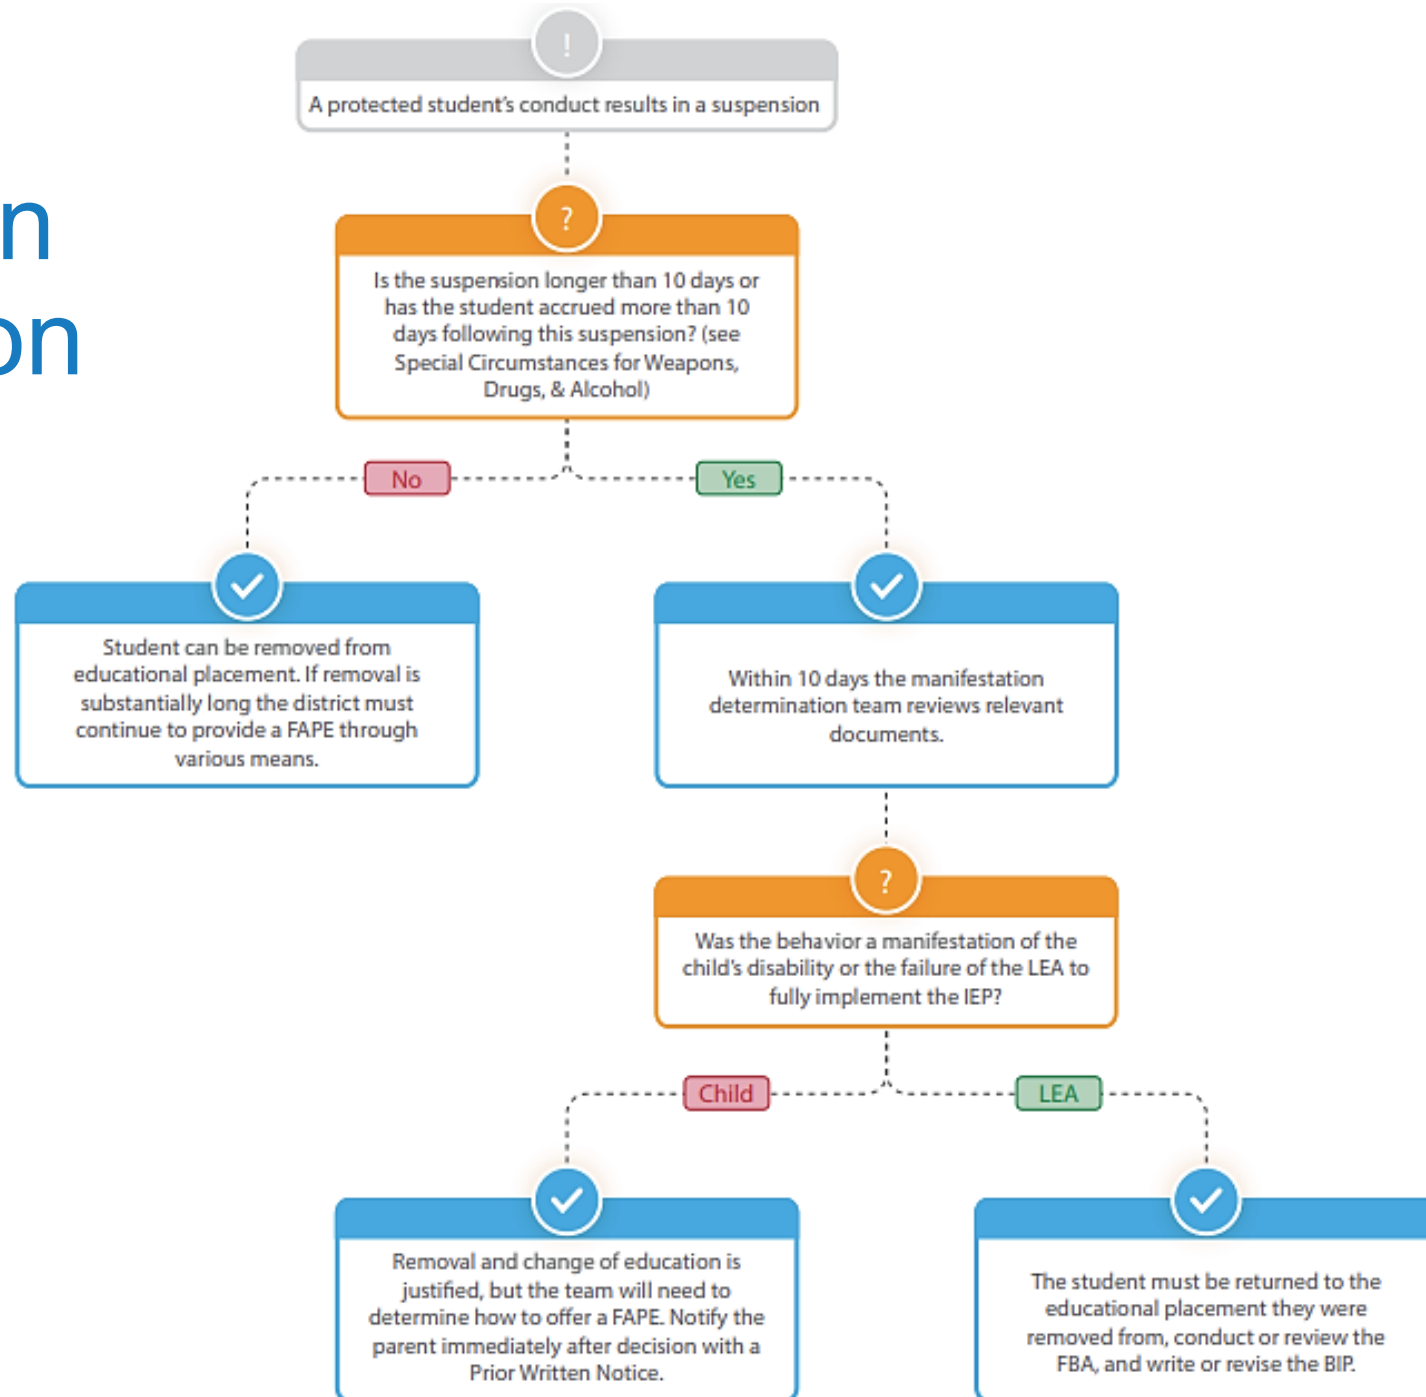 !
A protected student's conduct results in a suspension
n
on
?
Is the suspension longer than 10 days or
has the student accrued more than 10
days following this suspension? (see
Special Circumstances for Weapons,
Drugs, & Alcohol)
No
Yes
Student can be removed from
educational placement. If removal is
substantially long the district must
continue to provide a FAPE through
various means.
Within 10 days the manifestation
determination team reviews relevant
documents.
?
Was the behavior a manifestation of the
child's disability or the failure of the LEA to
fully implement the IEP?
Child
LEA
Removal and change of education is
justified, but the team will need to
determine how to offer a FAPE. Notify the
parent immediately after decision with a
Prior Written Notice.
The student must be returned to the
educational placement they were
removed from, conduct or review the
FBA, and write or revise the BIP.